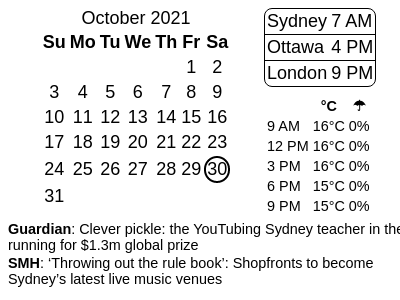 October 2021
Su Mo Tu We Th Fr Sa
1 2
3 4 5 6 7 8 9
10 11 12 13 14 15 16
17 18 19 20 21 22 23
24 25 26 27 28 29 30
31
Sydney 7 AM
Ottawa 4 PM
London 9 PM
°C ☂
9 AM 16°C 0%
12 PM 16°C 0%
3 PM 16°C 0%
6 PM 15°C 0%
9 PM 15°C 0%
Guardian: Clever pickle: the YouTubing Sydney teacher in the
running for $1.3m global prize
SMH: ‘Throwing out the rule book’: Shopfronts to become
Sydney’s latest live music venues